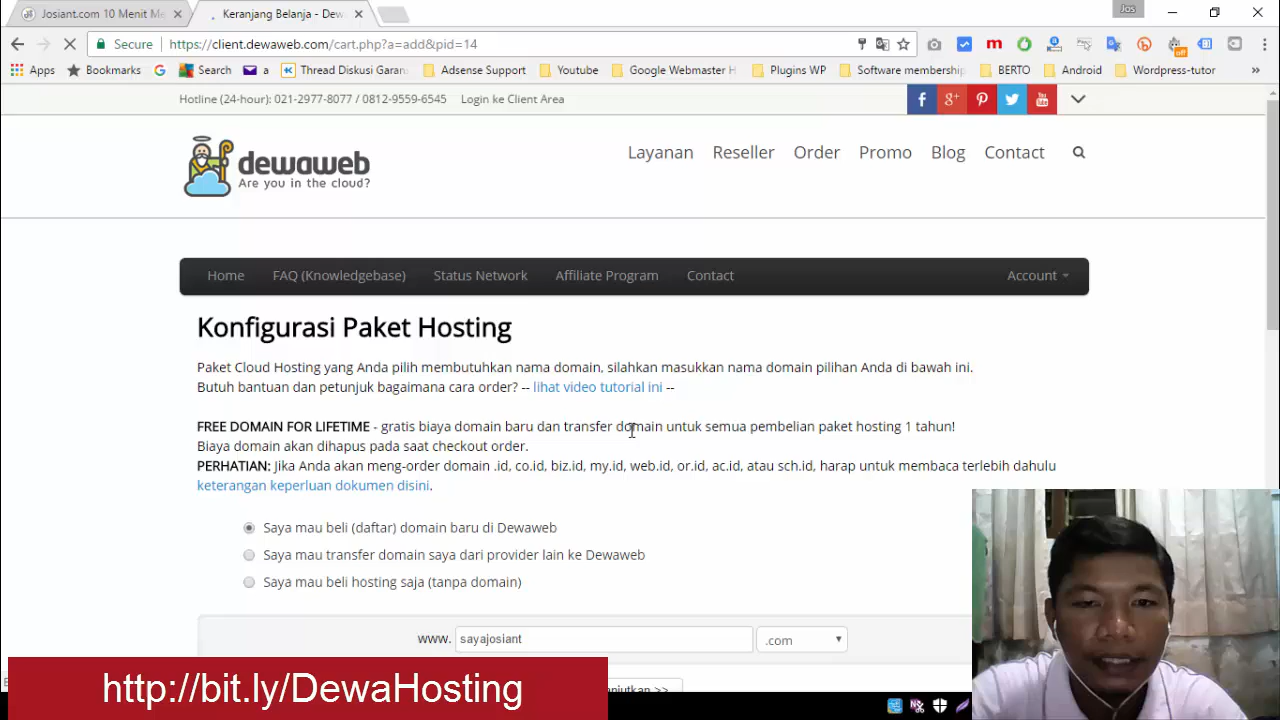 Josiant.com 10 Menit Me
Keranjang Belanja - Dew
Jos
Secure
https://client.dewaweb.com/cart.php?a=add&pid=14
Apps
Bookmarks
Search
a
Thread Diskusi Garans
Adsense Support
Youtube
Google Webmaster H
Plugins WP
Software membership
BERTO
Android
Wordpress-tutor
Hotline (24-hour): 021-2977-8077 / 0812-9559-6545
Login ke Client Area
dewaweb
Are you in the cloud?
Layanan
Reseller
Order
Promo
Blog
Contact
Home
FAQ (Knowledgebase)
Status Network
Affiliate Program
Contact
Account
Konfigurasi Paket Hosting
Paket Cloud Hosting yang Anda pilih membutuhkan nama domain, silahkan masukkan nama domain pilihan Anda di bawah ini.
Butuh bantuan dan petunjuk bagaimana cara order? -- lihat video tutorial ini --
FREE DOMAIN FOR LIFETIME - gratis biaya domain baru dan transfer domain untuk semua pembelian paket hosting 1 tahun!
Biaya domain akan dihapus pada saat checkout order.
PERHATIAN: Jika Anda akan meng-order domain .id, co.id, biz.id, my.id, web.id, or.id, ac.id, atau sch.id, harap untuk membaca terlebih dahulu
keterangan keperluan dokumen disini.
Saya mau beli (daftar) domain baru di Dewaweb
Saya mau transfer domain saya dari provider lain ke Dewaweb
Saya mau beli hosting saja (tanpa domain)
www. sayajosiant .com
njutkan >>
http://bit.ly/DewaHosting